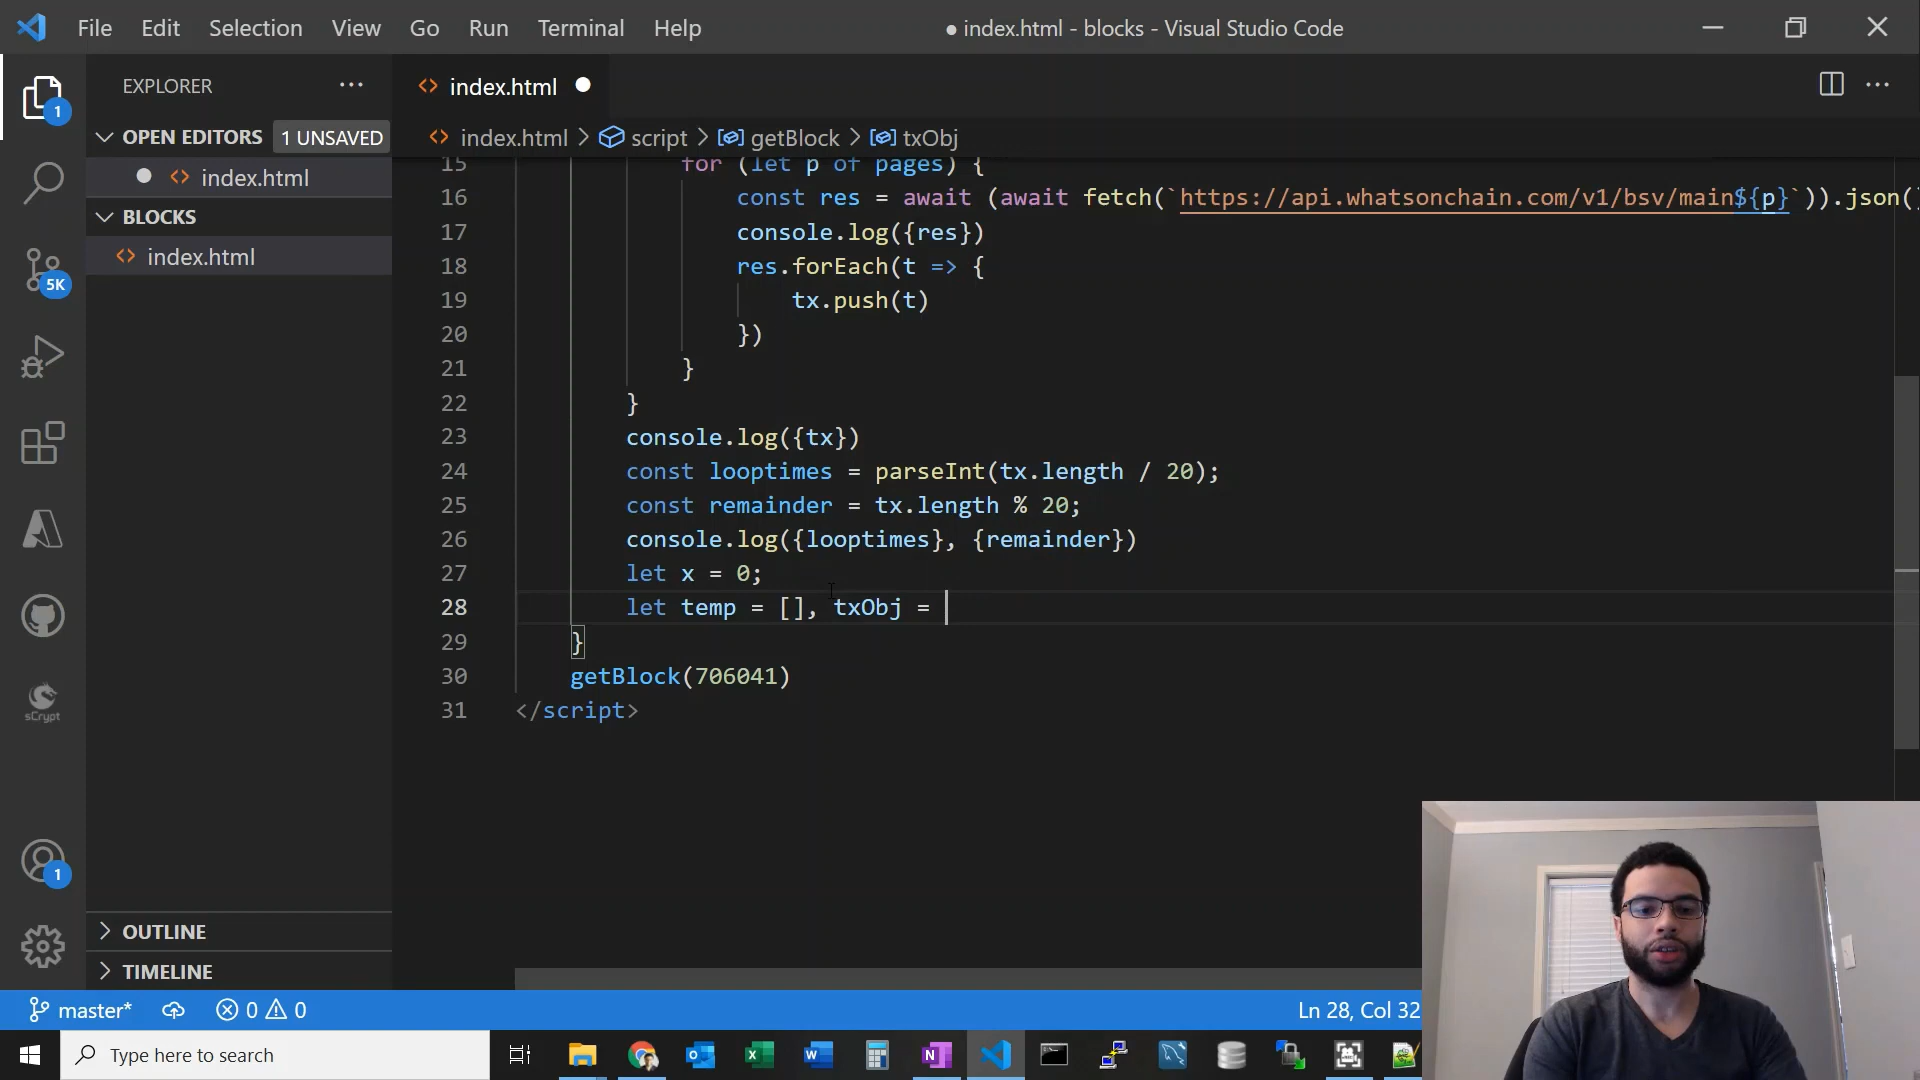 File Edit Selection View Go Run Terminal Help
● index.html - blocks - Visual Studio Code
EXPLORER
1
index.html
OPEN EDITORS 1 UNSAVED
index.html > script > getBlock > txObj
index.html
BLOCKS
index.html
5K
sCrypt
1
OUTLINE
TIMELINE
15 for (let p of pages) {
16 const res = await (await fetch(`https://api.whatsonchain.com/v1/bsv/main${p}`)).json(
17 console.log({res})
18 res.forEach(t => {
19 tx.push(t)
20 })
21 }
22 }
23 console.log({tx})
24 const looptimes = parseInt(tx.length / 20);
25 const remainder = tx.length % 20;
26 console.log({looptimes}, {remainder})
27 let x = 0;
28 let temp = [], txObj =
29 }
30 getBlock(706041)
31 </script>
master* 0 0
Ln 28, Col 32
Type here to search